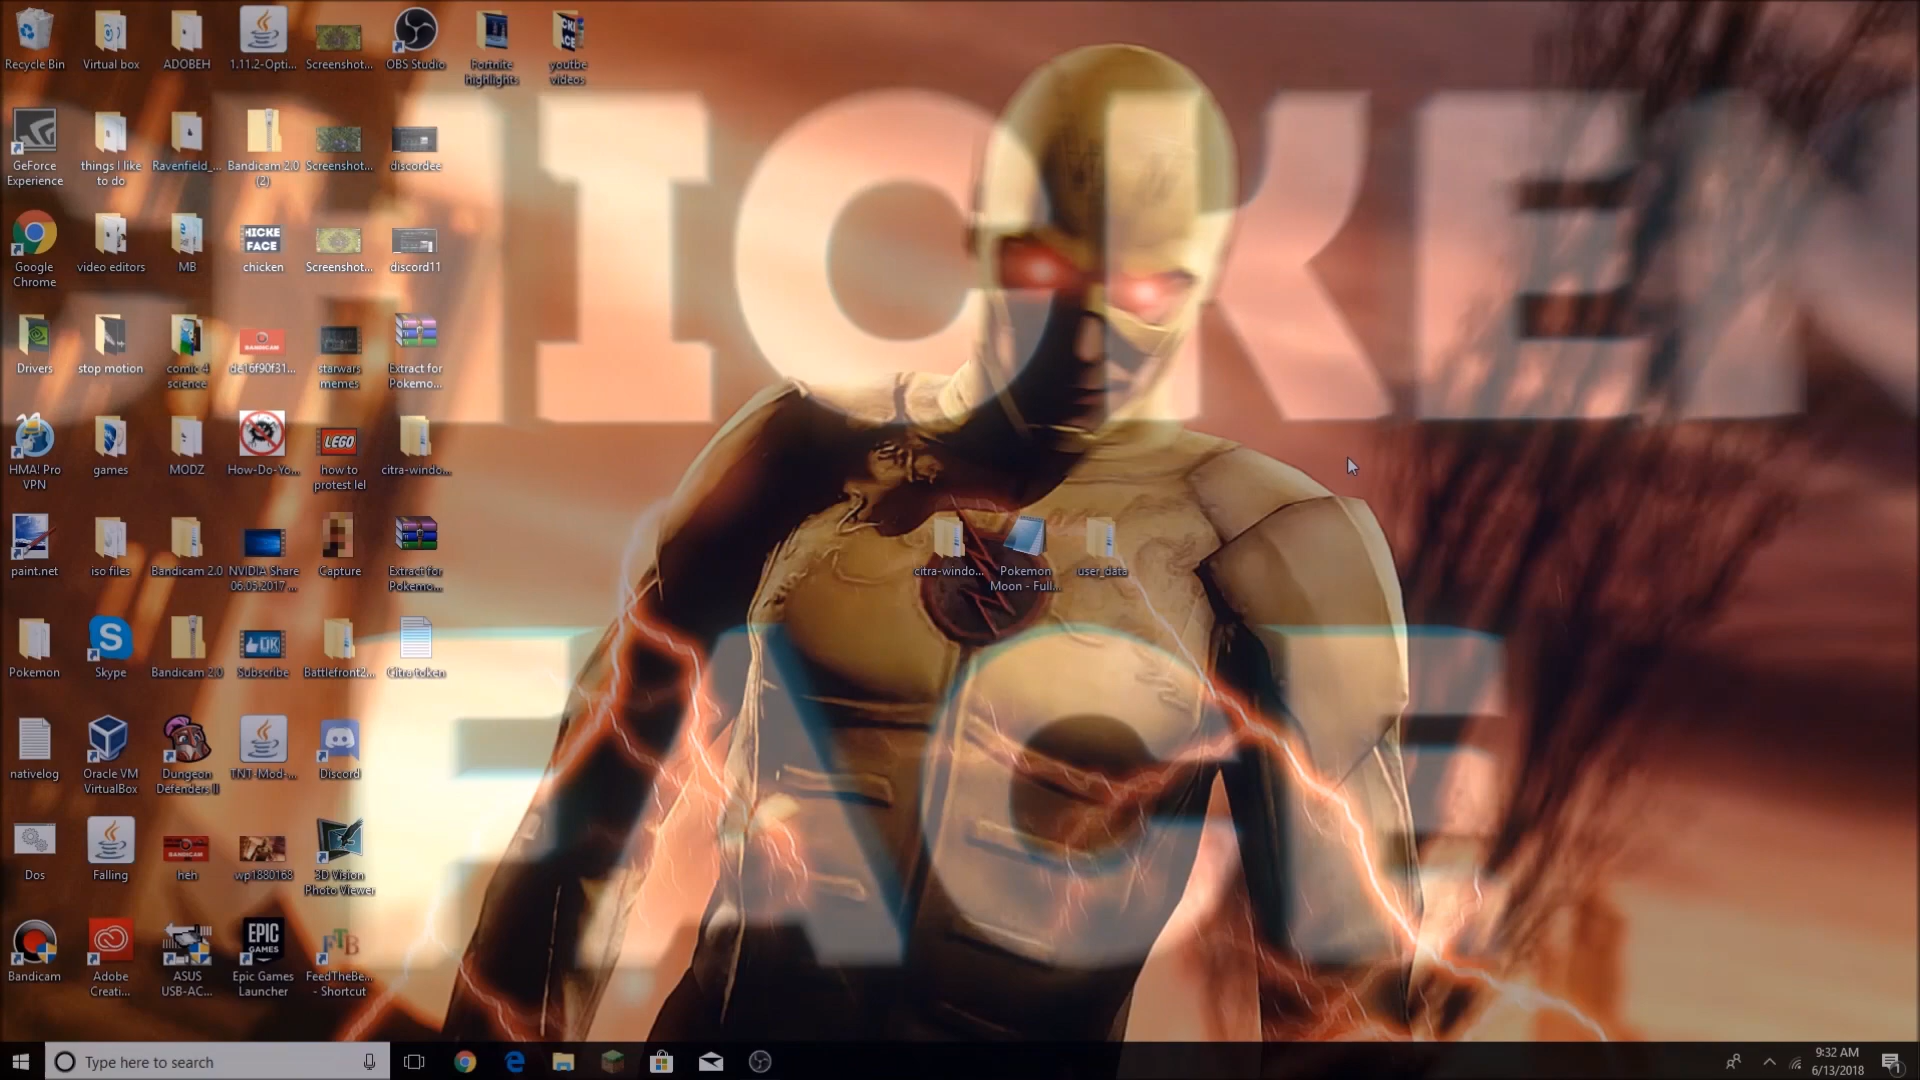 HICKEN
FACE
Recycle Bin
Virtual box
ADOBEH
1.11.2-Opti...
Screenshot...
OBS Studio
Fortnite
highlights
youtbe
videos
GeForce
Experience
things I like
to do
Ravenfield_...
Bandicam 2.0
(2)
Screenshot...
discordee
Google
Chrome
video editors
MB
HICKE
FACE
chicken
Screenshot...
discord11
Drivers
stop motion
comic 4
science
BANDICAM
de16f90f31...
starwars
memes
Extract for
Pokemo...
HMA! Pro
VPN
games
MODZ
How-Do-Yo...
LEGO
how to
protest lel
citra-windo...
paint.net
iso files
Bandicam 2.0
NVIDIA Share
06.05.2017 ...
Capture
Extract for
Pokemo...
citra-windo...
Pokemon
Moon - Full...
user_data
Pokemon
Skype
Bandicam 2.0
Subscribe
Battlefront2...
Citra token
nativelog
Oracle VM
VirtualBox
Dungeon
Defenders II
TNT-Mod-...
Discord
Dos
Falling
BANDICAM
heh
wp1880168
3D Vision
Photo Viewer
Bandicam
Adobe
Creati...
ASUS
USB-AC...
EPIC
GAMES
Epic Games
Launcher
FTB
FeedTheBe...
- Shortcut
Type here to search
9:32 AM
6/13/2018
1